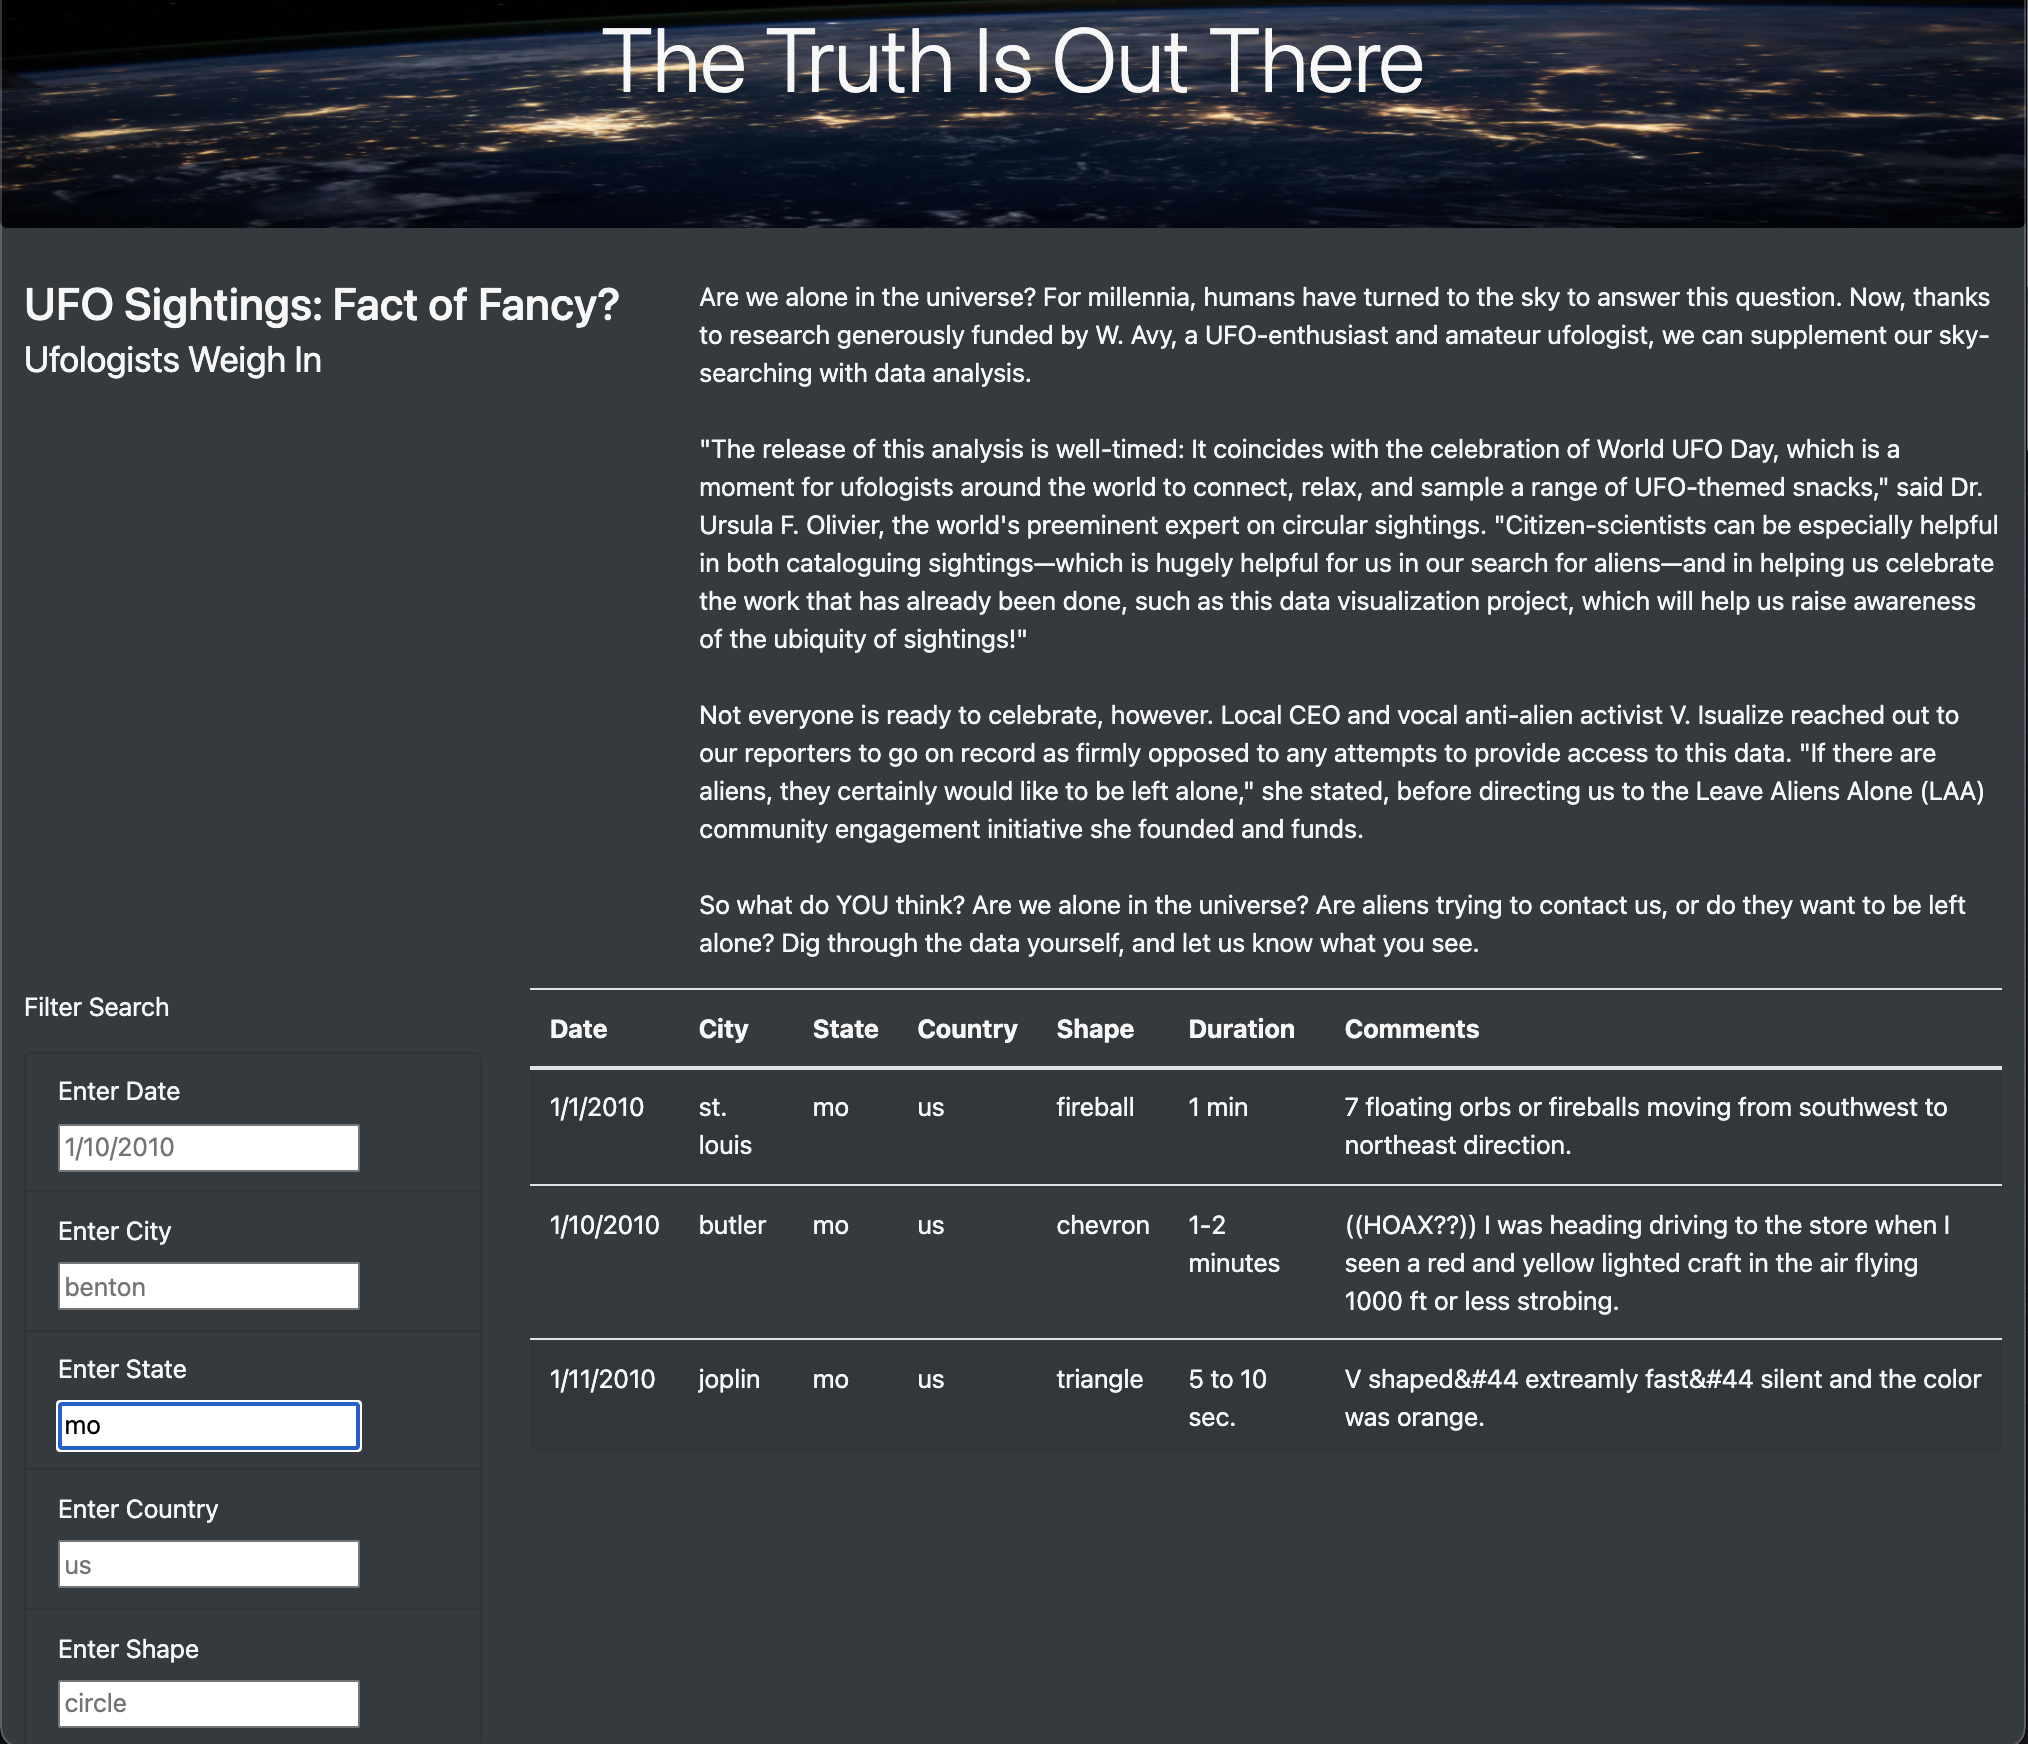 The Truth Is Out There
UFO Sightings: Fact of Fancy?
Ufologists Weigh In
Are we alone in the universe? For millennia, humans have turned to the sky to answer this question. Now, thanks
to research generously funded by W. Avy, a UFO-enthusiast and amateur ufologist, we can supplement our sky-
searching with data analysis.
"The release of this analysis is well-timed: It coincides with the celebration of World UFO Day, which is a
moment for ufologists around the world to connect, relax, and sample a range of UFO-themed snacks," said Dr.
Ursula F. Olivier, the world's preeminent expert on circular sightings. "Citizen-scientists can be especially helpful
in both cataloguing sightings—which is hugely helpful for us in our search for aliens—and in helping us celebrate
the work that has already been done, such as this data visualization project, which will help us raise awareness
of the ubiquity of sightings!"
Not everyone is ready to celebrate, however. Local CEO and vocal anti-alien activist V. Isualize reached out to
our reporters to go on record as firmly opposed to any attempts to provide access to this data. "If there are
aliens, they certainly would like to be left alone," she stated, before directing us to the Leave Aliens Alone (LAA)
community engagement initiative she founded and funds.
So what do YOU think? Are we alone in the universe? Are aliens trying to contact us, or do they want to be left
alone? Dig through the data yourself, and let us know what you see.
Filter Search
Enter Date
1/10/2010
Enter City
benton
Enter State
mo
Enter Country
us
Enter Shape
circle
Date City State Country Shape Duration Comments
1/1/2010 st. mo us fireball 1 min 7 floating orbs or fireballs moving from southwest to
louis northeast direction.
1/10/2010 butler mo us chevron 1-2 ((HOAX??)) I was heading driving to the store when I
minutes seen a red and yellow lighted craft in the air flying
1000 ft or less strobing.
1/11/2010 joplin mo us triangle 5 to 10 V shaped&#44 extreamly fast&#44 silent and the color
sec. was orange.